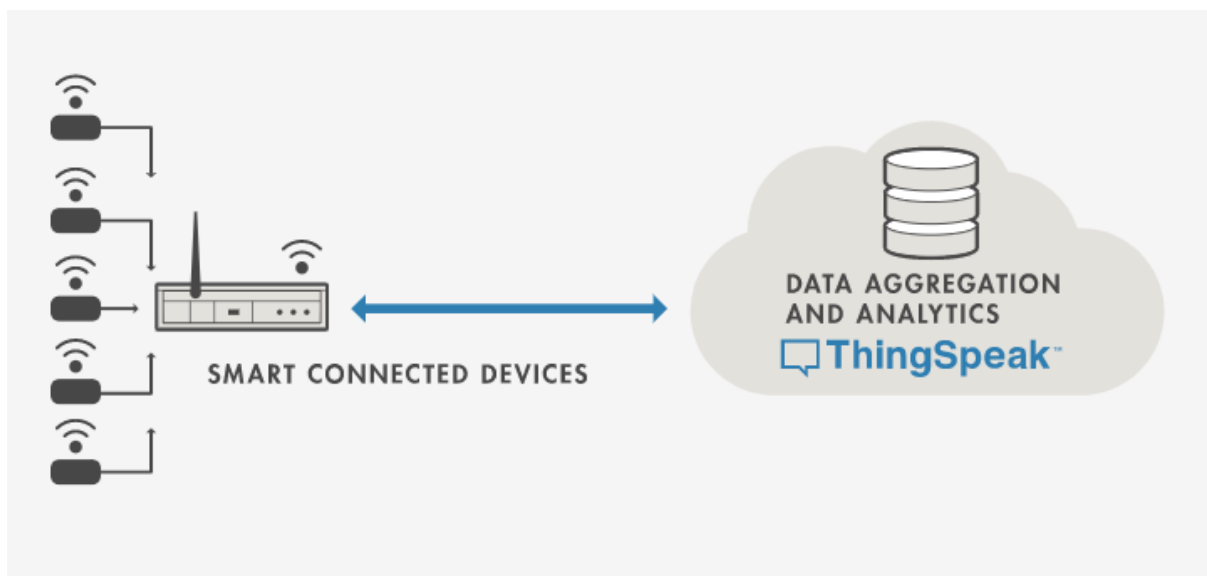 SMART CONNECTED DEVICES
DATA AGGREGATION
AND ANALYTICS
ThingSpeak™